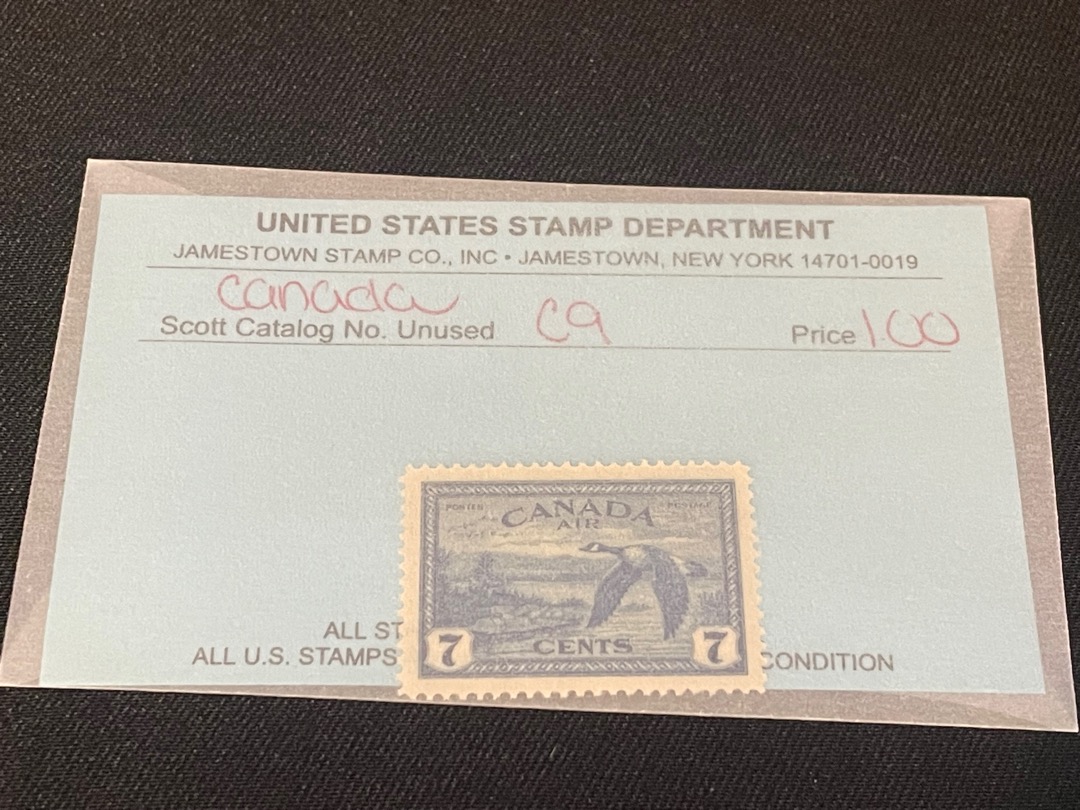 UNITED STATES STAMP DEPARTMENT
JAMESTOWN STAMP CO., INC • JAMESTOWN, NEW YORK 14701-0019
Canada
Scott Catalog No. Unused C9 Price 1.00
POSTES CANADA POSTAGE
AIR
7 CENTS 7
ALL ST
ALL U.S. STAMPS CONDITION